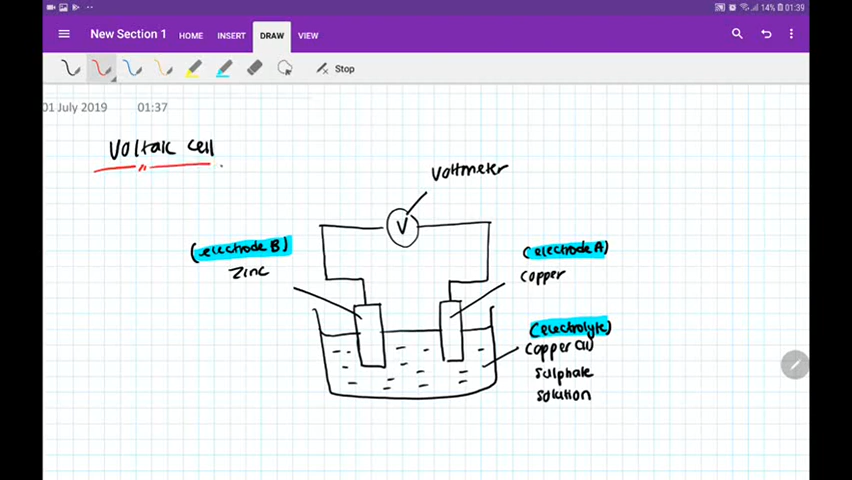 14% 01:39
New Section 1 HOME INSERT DRAW VIEW
Stop
01 July 2019 01:37
Voltaic cell
Voltmeter
V
(electrode B)
Zinc
(electrode A)
copper
(electrolyte)
copper (II)
sulphate
solution